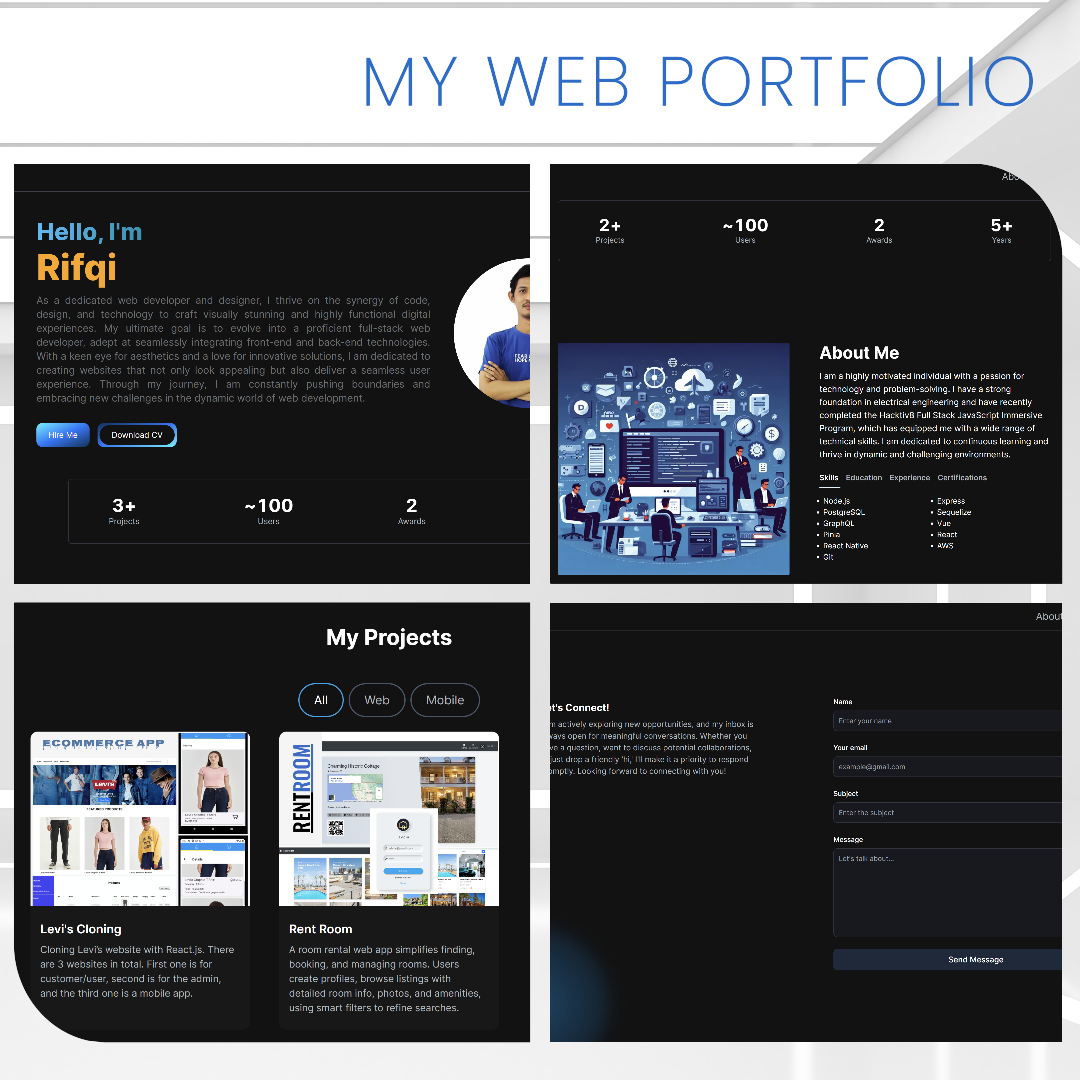 MY WEB PORTFOLIO
Hello, I'm
Rifqi
As a dedicated web developer and designer, I thrive on the synergy of code,
design, and technology to craft visually stunning and highly functional digital
experiences. My ultimate goal is to evolve into a proficient full-stack web
developer, adept at seamlessly integrating front-end and back-end technologies.
With a keen eye for aesthetics and a love for innovative solutions, I am dedicated to
creating websites that not only look appealing but also deliver a seamless user
experience. Through my journey, I am constantly pushing boundaries and
embracing new challenges in the dynamic world of web development.
Hire Me Download CV
3+ ~100 2
Projects Users Awards
2+ ~100 2 5+
Projects Users Awards Years
About Me
I am a highly motivated individual with a passion for
technology and problem-solving. I have a strong
foundation in electrical engineering and have recently
completed the Hacktiv8 Full Stack JavaScript Immersive
Program, which has equipped me with a wide range of
technical skills. I am dedicated to continuous learning and
thrive in dynamic and challenging environments.
Skills Education Experience Certifications
• Node.js • Express
• PostgreSQL • Sequelize
• GraphQL • Vue
• Pinia • React
• React Native • AWS
• Git
My Projects
All Web Mobile
ECOMMERCE APP
FEATURED PRODUCTS
RENTROOM
Charming Historic Cottage
Levi's Cloning
Cloning Levi's website with React.js. There
are 3 websites in total. First one is for
customer/user, second is for the admin,
and the third one is a mobile app.
Rent Room
A room rental web app simplifies finding,
booking, and managing rooms. Users
create profiles, browse listings with
detailed room info, photos, and amenities,
using smart filters to refine searches.
About
t's Connect!
m actively exploring new opportunities, and my inbox is
ays open for meaningful conversations. Whether you
ve a question, want to discuss potential collaborations,
just drop a friendly 'hi, I'll make it a priority to respond
omptly. Looking forward to connecting with you!
Name
Enter your name
Your email
example@gmail.com
Subject
Enter the subject
Message
Let's talk about...
Send Message